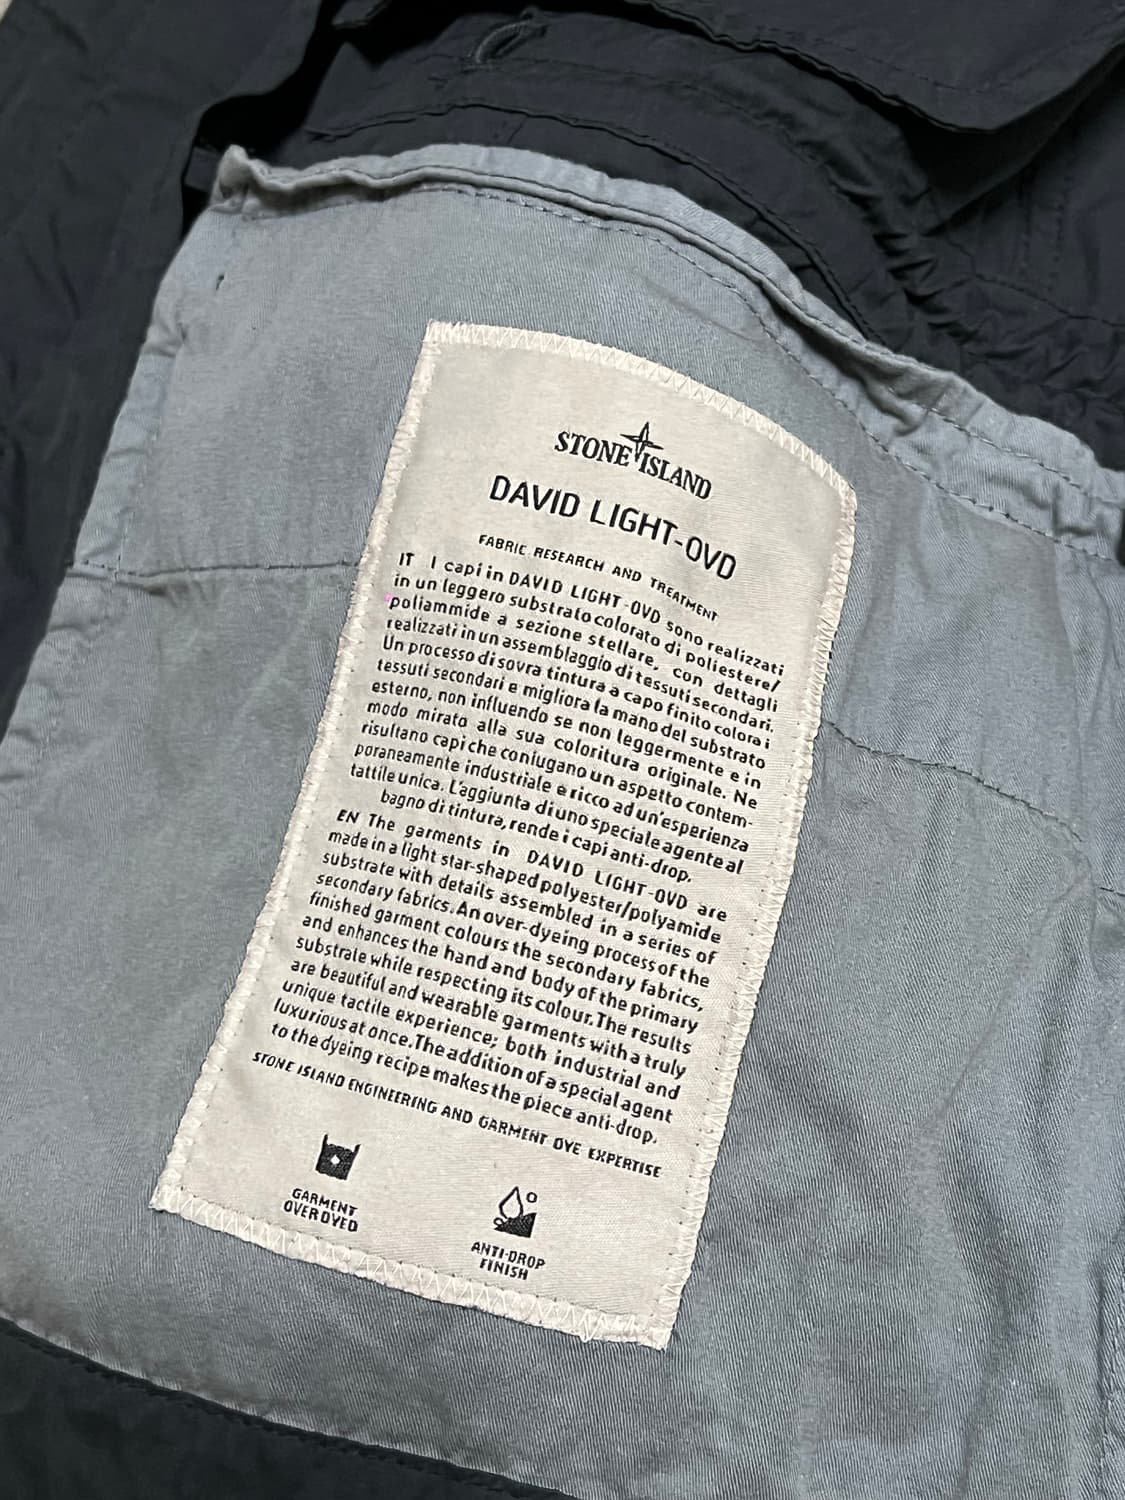 STONE ISLAND
DAVID LIGHT-OVD
FABRIC RESEARCH AND TREATMENT
IT I capi in DAVID LIGHT-OVD sono realizzati
in un leggero substrato colorato di poliestere/
poliammide a sezione stellare, con dettagli
realizzati in un assemblaggio di tessuti secondari.
Un processo di sovra tintura a capo finito colora i
tessuti secondari e migliora la mano del substrato
esterno, non influendo se non leggermente e in
modo mirato alla sua coloritura originale. Ne
risultano capi che coniugano un aspetto contem-
poraneamente industriale e ricco ad un'esperienza
tattile unica. L'aggiunta di uno speciale agente al
bagno di tintura, rende i capi anti-drop.
EN The garments in DAVID LIGHT-OVD are
made in a light star-shaped polyester/polyamide
substrate with details assembled in a series of
secondary fabrics. An over-dyeing process of the
finished garment colours the secondary fabrics,
and enhances the hand and body of the primary
substrate while respecting its colour. The results
are beautiful and wearable garments with a truly
unique tactile experience; both industrial and
luxurious at once. The addition of a special agent
to the dyeing recipe makes the piece anti-drop.
STONE ISLAND ENGINEERING AND GARMENT DYE EXPERTISE
GARMENT
OVERDYED
ANTI-DROP
FINISH